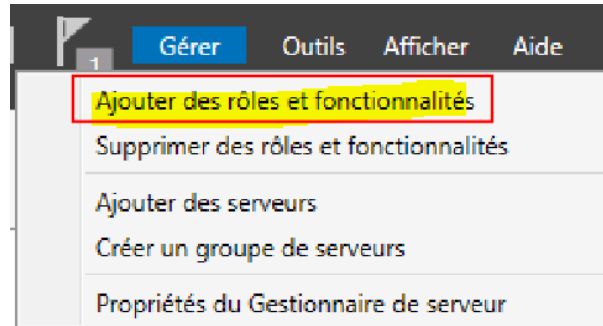 1 Gérer Outils Afficher Aide
Ajouter des rôles et fonctionnalités
Supprimer des rôles et fonctionnalités
Ajouter des serveurs
Créer un groupe de serveurs
Propriétés du Gestionnaire de serveur